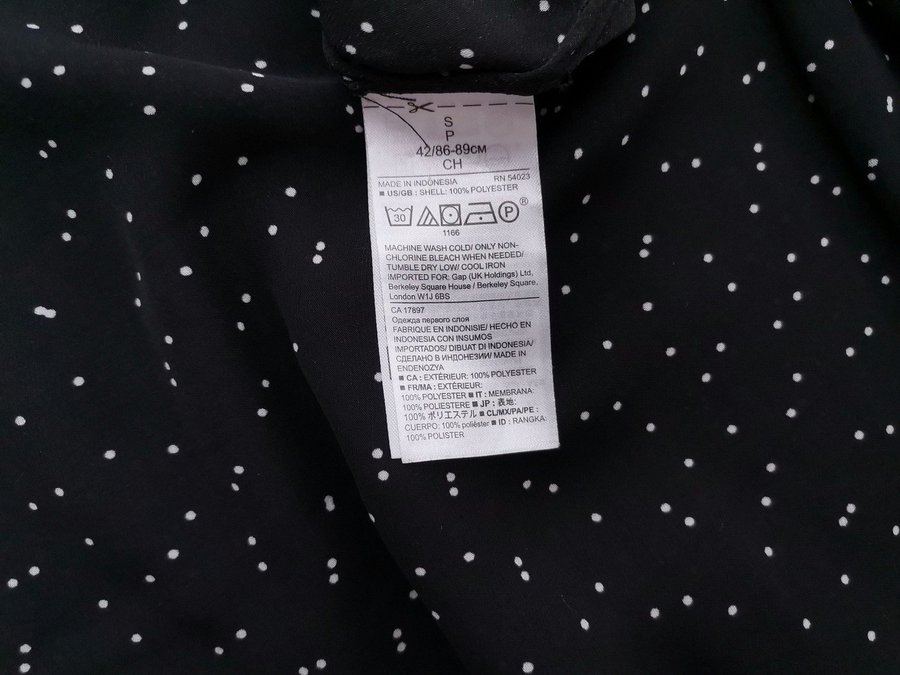 S
P
42/86-89см
CH
MADE IN INDONESIA RN 54023
■ US/GB : SHELL: 100% POLYESTER
30 P ®
1166
MACHINE WASH COLD/ ONLY NON-
CHLORINE BLEACH WHEN NEEDED/
TUMBLE DRY LOW/ COOL IRON
IMPORTED FOR: Gap (UK Holdings) Ltd,
Berkeley Square House / Berkeley Square,
London W1J 6BS
CA 17897
Одежда первого слоя
FABRIQUE EN INDONISIE/ HECHO EN
INDONESIA CON INSUMOS
IMPORTADOS/ DIBUAT DI INDONESIA/
СДЕЛАНО В ИНДОНЕЗИИ/ MADE IN
ENDENOZYA
■ CA : EXTÉRIEUR: 100% POLYESTER
■ FR/MA : EXTÉRIEUR:
100% POLYESTER ■ IT : MEMBRANA:
100% POLIESTERE ■ JP : 表地:
100% ポリエステル ■ CL/MX/PA/PE :
CUERPO: 100% poliéster ■ ID : RANGKA:
100% POLISTER